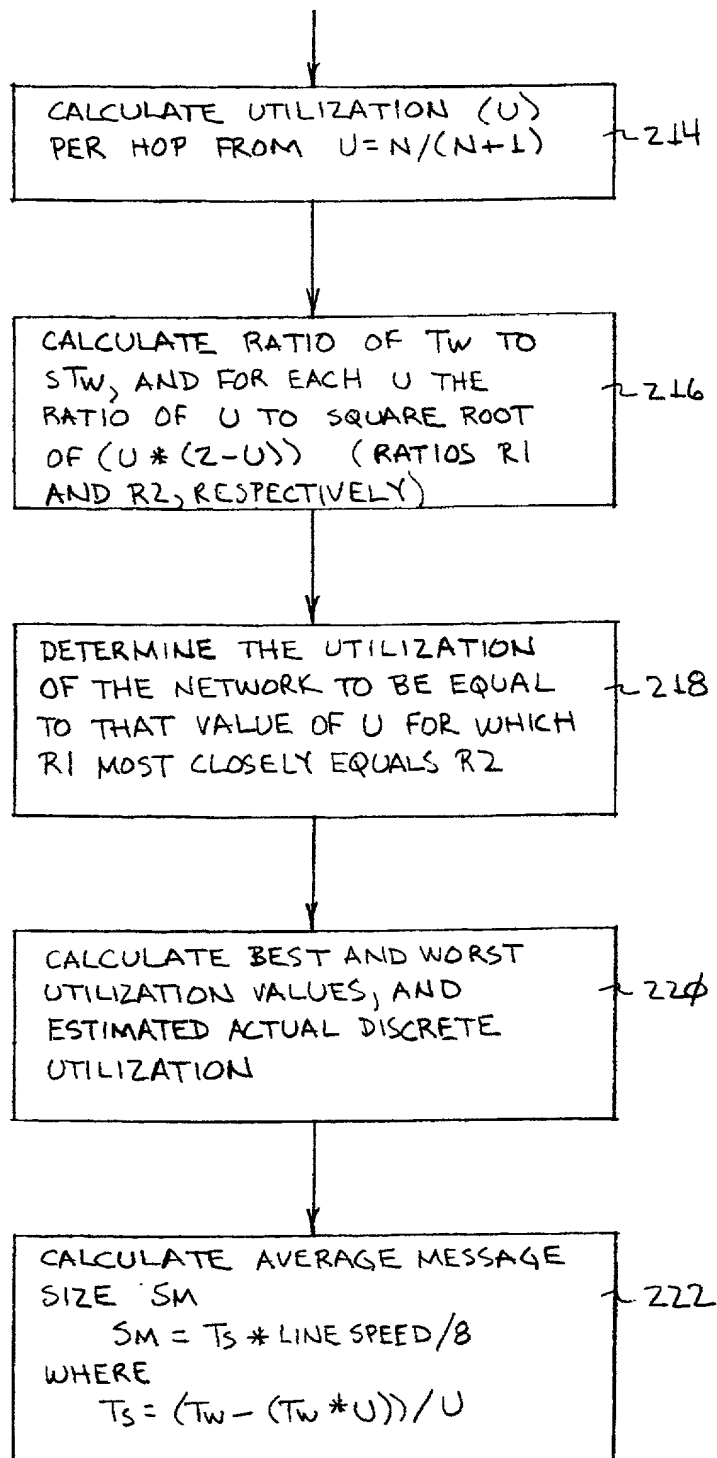 CALCULATE UTILIZATION (U)
PER HOP FROM U=N/(N+1)
214
CALCULATE RATIO OF TW TO
STW, AND FOR EACH U THE
RATIO OF U TO SQUARE ROOT
OF (U * (2-U)) (RATIOS R1
AND R2, RESPECTIVELY)
216
DETERMINE THE UTILIZATION
OF THE NETWORK TO BE EQUAL
TO THAT VALUE OF U FOR WHICH
R1 MOST CLOSELY EQUALS R2
218
CALCULATE BEST AND WORST
UTILIZATION VALUES, AND
ESTIMATED ACTUAL DISCRETE
UTILIZATION
220
CALCULATE AVERAGE MESSAGE
SIZE SM
SM = TS * LINE SPEED/8
WHERE
TS = (TW - (TW * U))/U
222